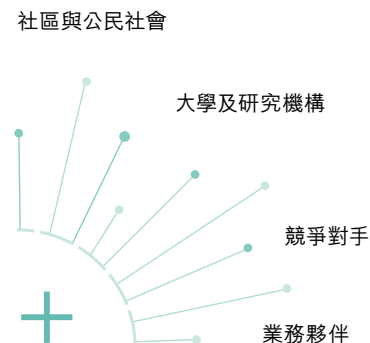 社區與公民社會
大學及研究機構
競爭對手
業務夥伴